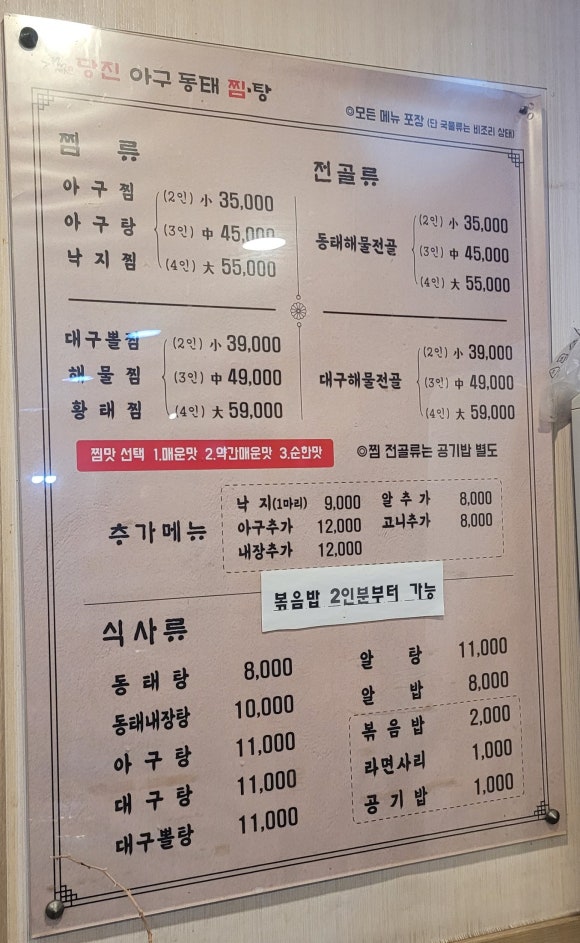 당진 아구 동태 찜·탕
◎모든 메뉴 포장 (단 국물류는 비조리 상태)
찜 류
아구찜
아구탕
낙지찜
(2인) 小 35,000
(3인) 中 45,000
(4인) 大 55,000
전골류
동태해물전골
(2인) 小 35,000
(3인) 中 45,000
(4인) 大 55,000
대구뽈찜
해물찜
황태찜
(2인) 小 39,000
(3인) 中 49,000
(4인) 大 59,000
대구해물전골
(2인) 小 39,000
(3인) 中 49,000
(4인) 大 59,000
찜맛 선택 1.매운맛 2.약간매운맛 3.순한맛
◎찜 전골류는 공기밥 별도
추가메뉴
낙 지(1마리) 9,000
아구추가 12,000
내장추가 12,000
알 추 가 8,000
고니추가 8,000
볶음밥 2인분부터 가능
식사류
동 태 탕 8,000
동태내장탕 10,000
아 구 탕 11,000
대 구 탕 11,000
대구뽈탕 11,000
알 탕 11,000
알 밥 8,000
볶 음 밥 2,000
라면사리 1,000
공 기 밥 1,000